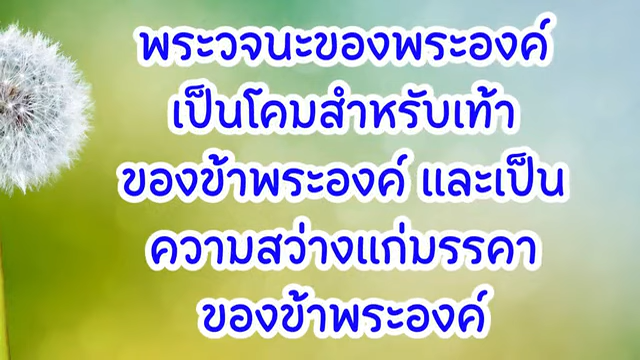 พระวจนะของพระองค์
เป็นโคมสำหรับเท้า
ของข้าพระองค์ และเป็น
ความสว่างแก่มรรคา
ของข้าพระองค์